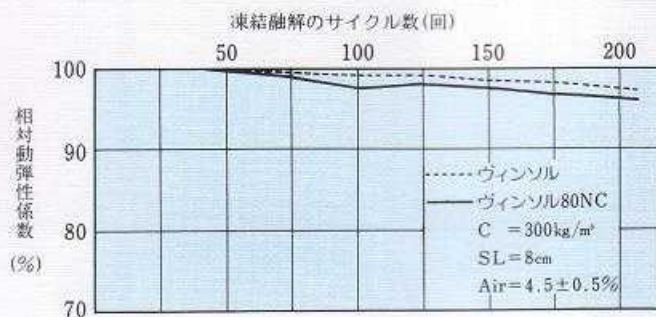 凍結融解のサイクル数(回)
50 100 150 200
100
90
80
70
相対動弾性係数
(%)
ヴィンソル
ヴィンソル80NC
C =300kg/m³
SL=8cm
Air=4.5±0.5%